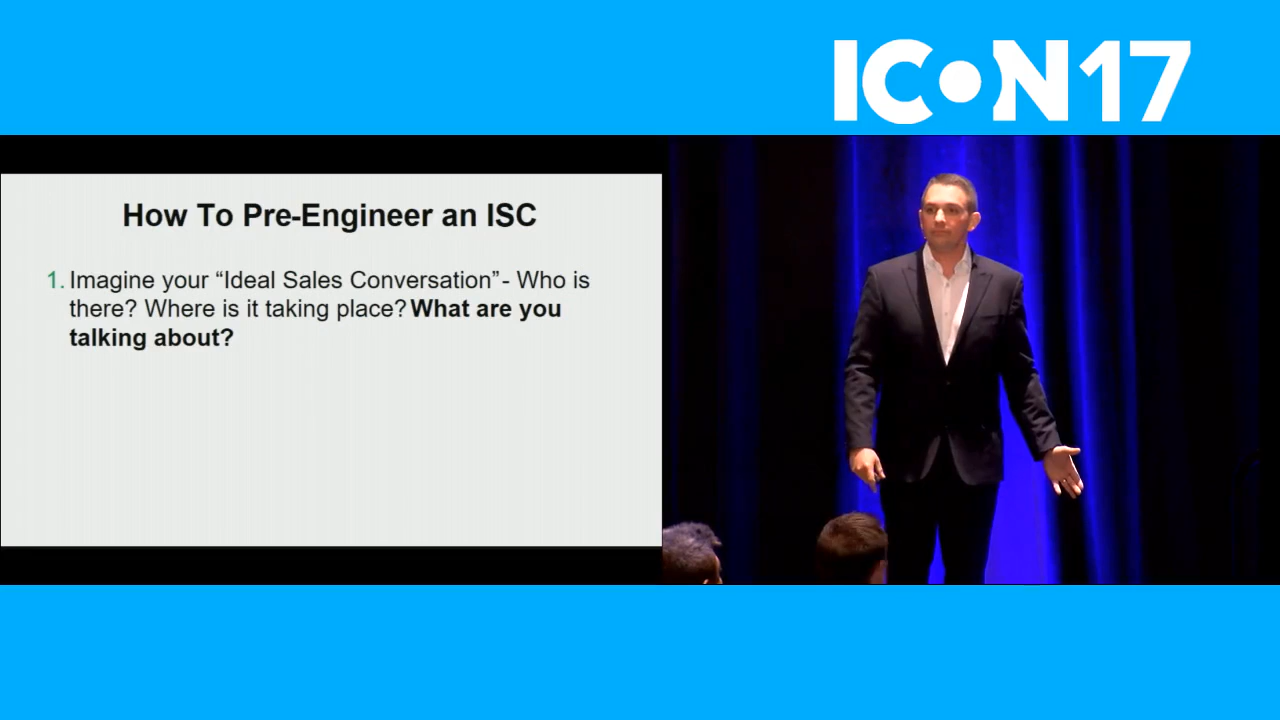 ICON17
How To Pre-Engineer an ISC
1. Imagine your “Ideal Sales Conversation”- Who is
there? Where is it taking place? What are you
talking about?